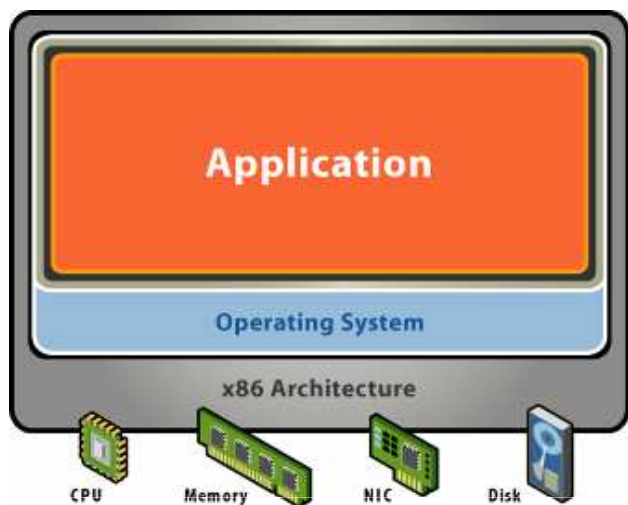 Application
Operating System
x86 Architecture
CPU Memory NIC Disk